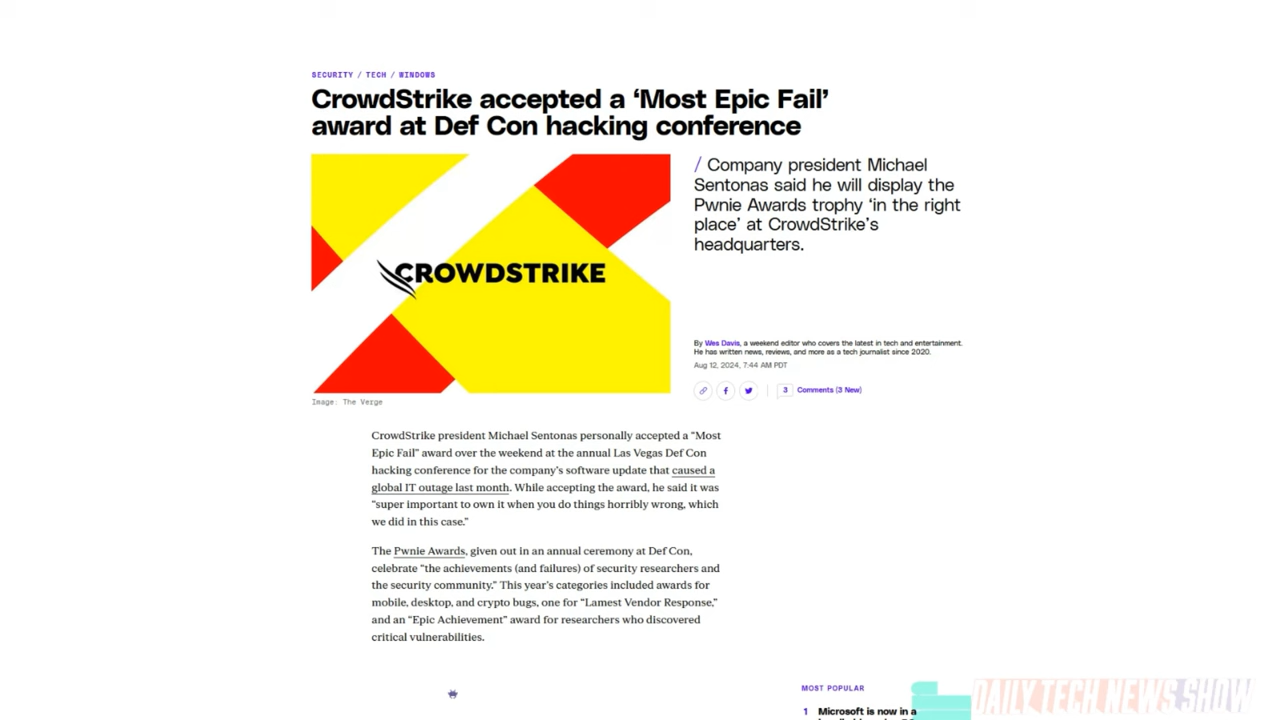 SECURITY / TECH / WINDOWS
CrowdStrike accepted a ‘Most Epic Fail’
award at Def Con hacking conference
/ Company president Michael
Sentonas said he will display the
Pwnie Awards trophy ‘in the right
place’ at CrowdStrike’s
headquarters.
CROWDSTRIKE
By Wes Davis, a weekend editor who covers the latest in tech and entertainment.
He has written news, reviews, and more as a tech journalist since 2020.
Aug 12, 2024, 7:44 AM PDT
3 Comments (3 New)
Image: The Verge
CrowdStrike president Michael Sentonas personally accepted a “Most
Epic Fail” award over the weekend at the annual Las Vegas Def Con
hacking conference for the company’s software update that caused a
global IT outage last month. While accepting the award, he said it was
“super important to own it when you do things horribly wrong, which
we did in this case.”
The Pwnie Awards, given out in an annual ceremony at Def Con,
celebrate “the achievements (and failures) of security researchers and
the security community.” This year’s categories included awards for
mobile, desktop, and crypto bugs, one for “Lamest Vendor Response,”
and an “Epic Achievement” award for researchers who discovered
critical vulnerabilities.
MOST POPULAR
1 Microsoft is now in a
DAILY TECH NEWS SHOW